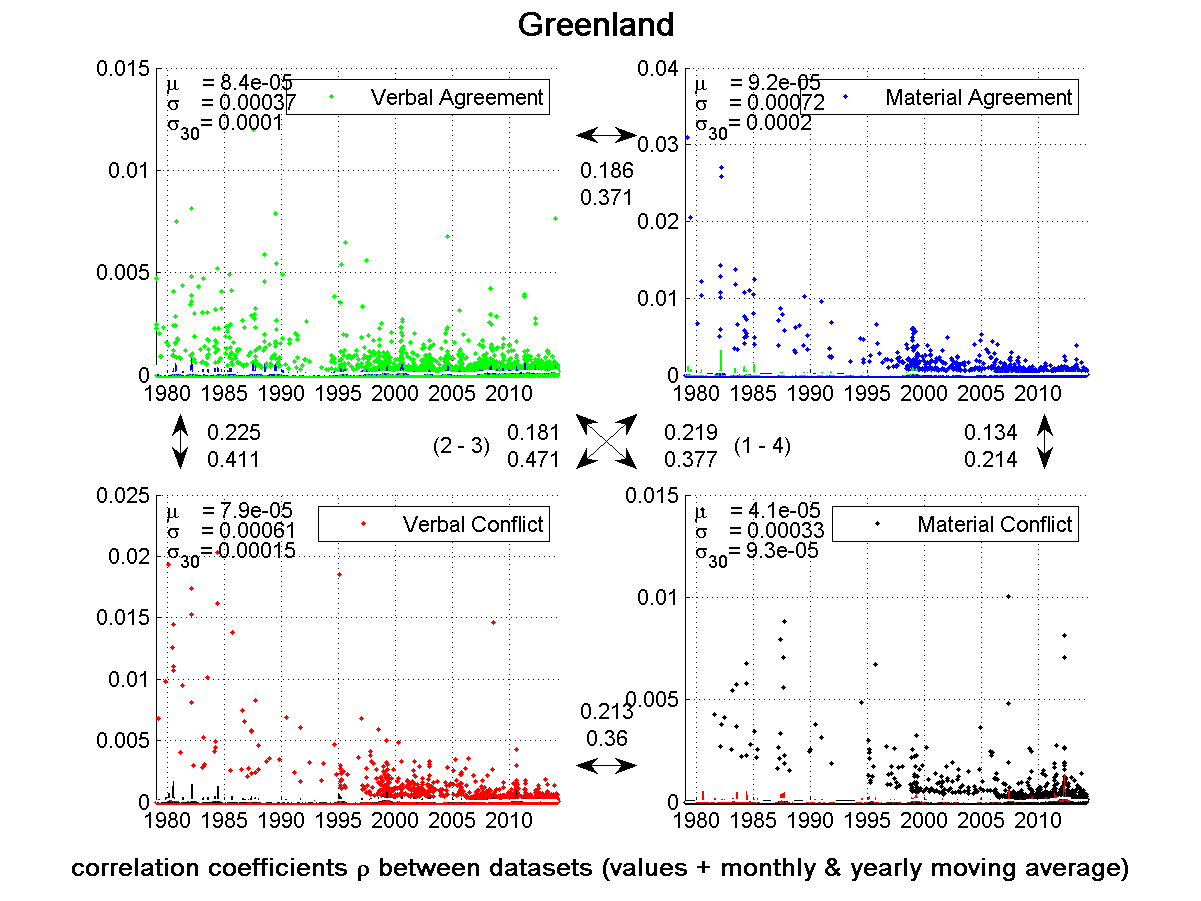 Greenland
0.015
0.01
0.005
0
μ = 8.4e-05
σ = 0.00037
σ30= 0.0001
Verbal Agreement
1980 1985 1990 1995 2000 2005 2010
0.186
0.371
0.04
0.03
0.02
0.01
0
μ = 9.2e-05
σ = 0.00072
σ30= 0.0002
Material Agreement
1980 1985 1990 1995 2000 2005 2010
0.225
0.411
(2 - 3)
0.181
0.471
0.219
0.377
(1 - 4)
0.134
0.214
0.025
0.02
0.015
0.01
0.005
0
μ = 7.9e-05
σ = 0.00061
σ30= 0.00015
Verbal Conflict
1980 1985 1990 1995 2000 2005 2010
0.213
0.36
0.015
0.01
0.005
0
μ = 4.1e-05
σ = 0.00033
σ30= 9.3e-05
Material Conflict
1980 1985 1990 1995 2000 2005 2010
correlation coefficients ρ between datasets (values + monthly & yearly moving average)